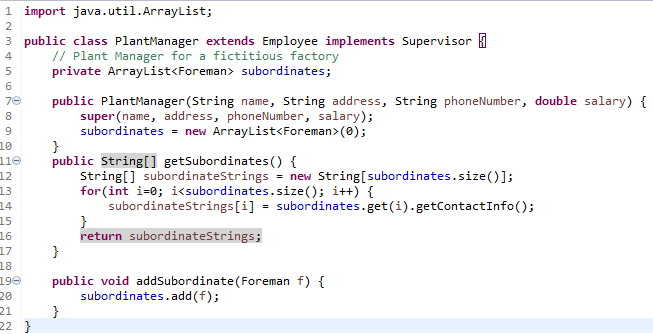 1 import java.util.ArrayList;
2
3 public class PlantManager extends Employee implements Supervisor {
4     // Plant Manager for a fictitious factory
5     private ArrayList<Foreman> subordinates;
6
7     public PlantManager(String name, String address, String phoneNumber, double salary) {
8         super(name, address, phoneNumber, salary);
9         subordinates = new ArrayList<Foreman>(0);
10     }
11     public String[] getSubordinates() {
12         String[] subordinateStrings = new String[subordinates.size()];
13         for(int i=0; i<subordinates.size(); i++) {
14             subordinateStrings[i] = subordinates.get(i).getContactInfo();
15         }
16         return subordinateStrings;
17     }
18
19     public void addSubordinate(Foreman f) {
20         subordinates.add(f);
21     }
22 }